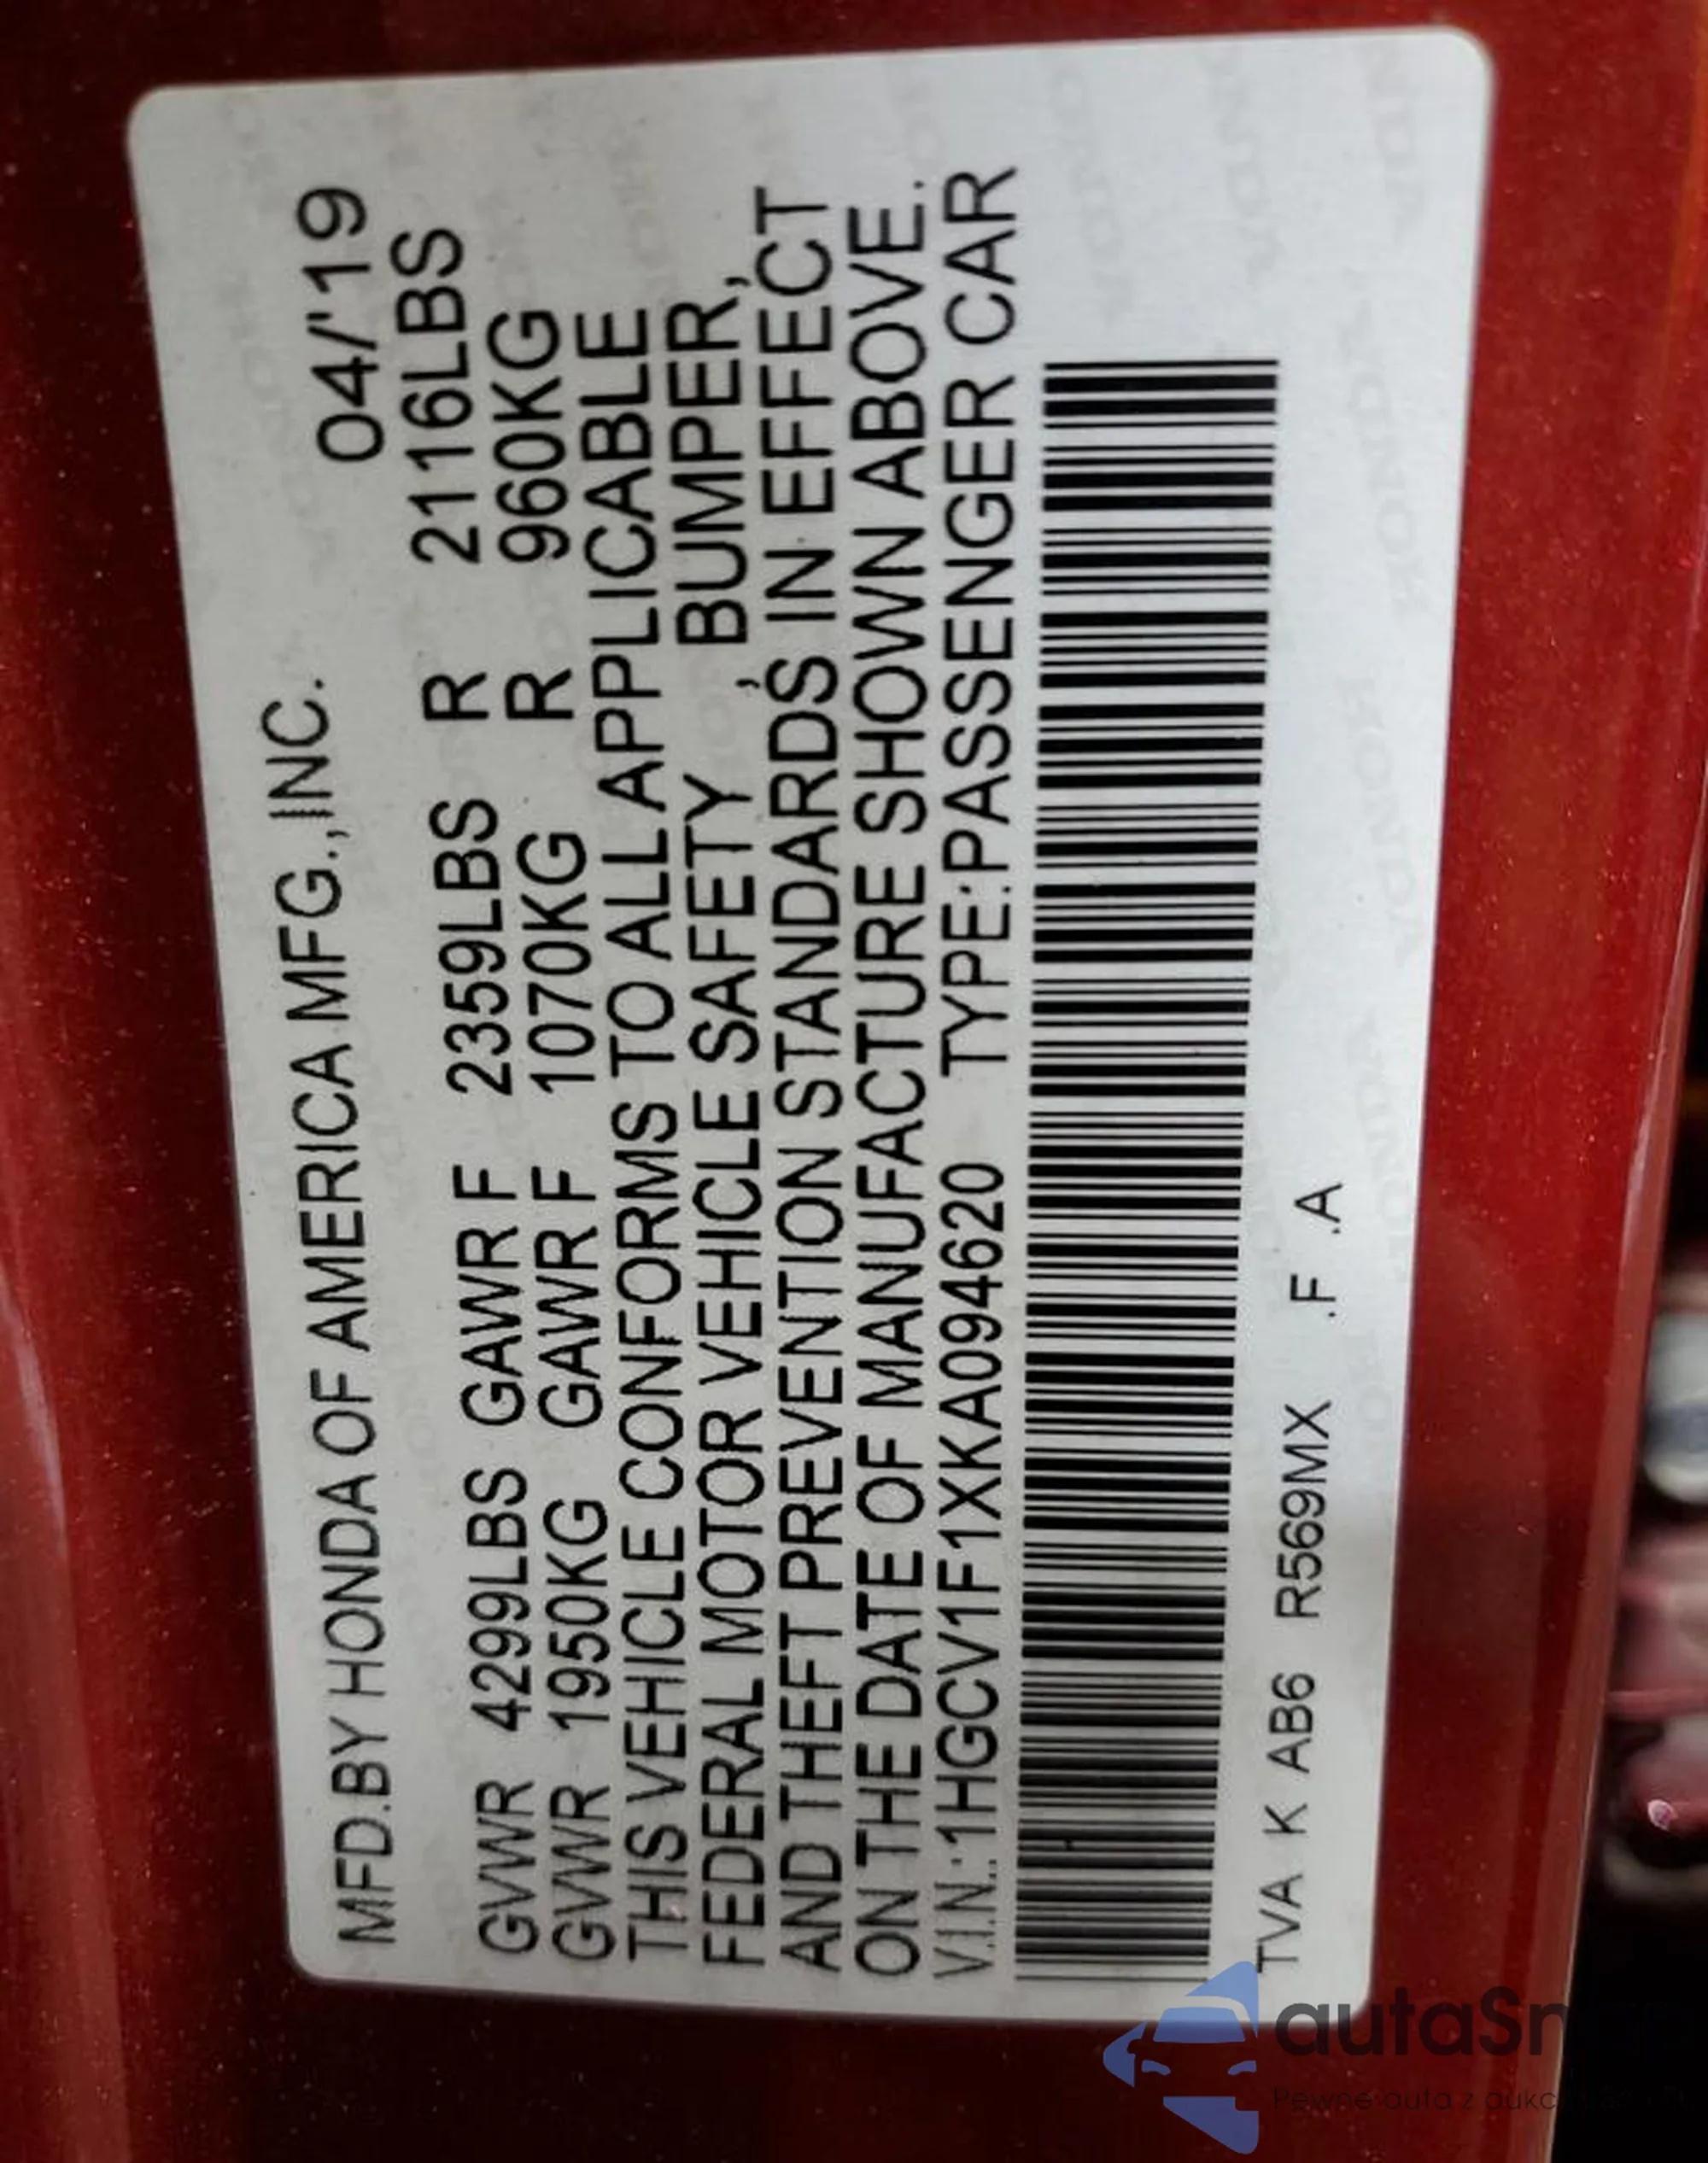 MFD.BY HONDA OF AMERICA MFG.,INC. 04/'19
GVWR 4299LBS GAWR F 2359LBS R 2116LBS
GVWR 1950KG GAWR F 1070KG R 960KG
THIS VEHICLE CONFORMS TO ALL APPLICABLE
FEDERAL MOTOR VEHICLE SAFETY , BUMPER,
AND THEFT PREVENTION STANDARDS IN EFFECT
ON THE DATE OF MANUFACTURE SHOWN ABOVE.
V.I.N.:1HGCV1F1XKA094620 TYPE:PASSENGER CAR
TVA K AB6 R569MX .F .A
Pewne auta z